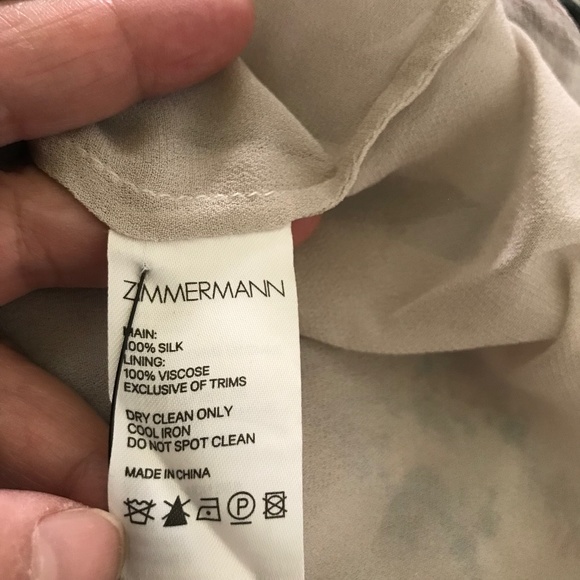 ZIMMERMANN
MAIN:
100% SILK
LINING:
100% VISCOSE
EXCLUSIVE OF TRIMS
DRY CLEAN ONLY
COOL IRON
DO NOT SPOT CLEAN
MADE IN CHINA
P